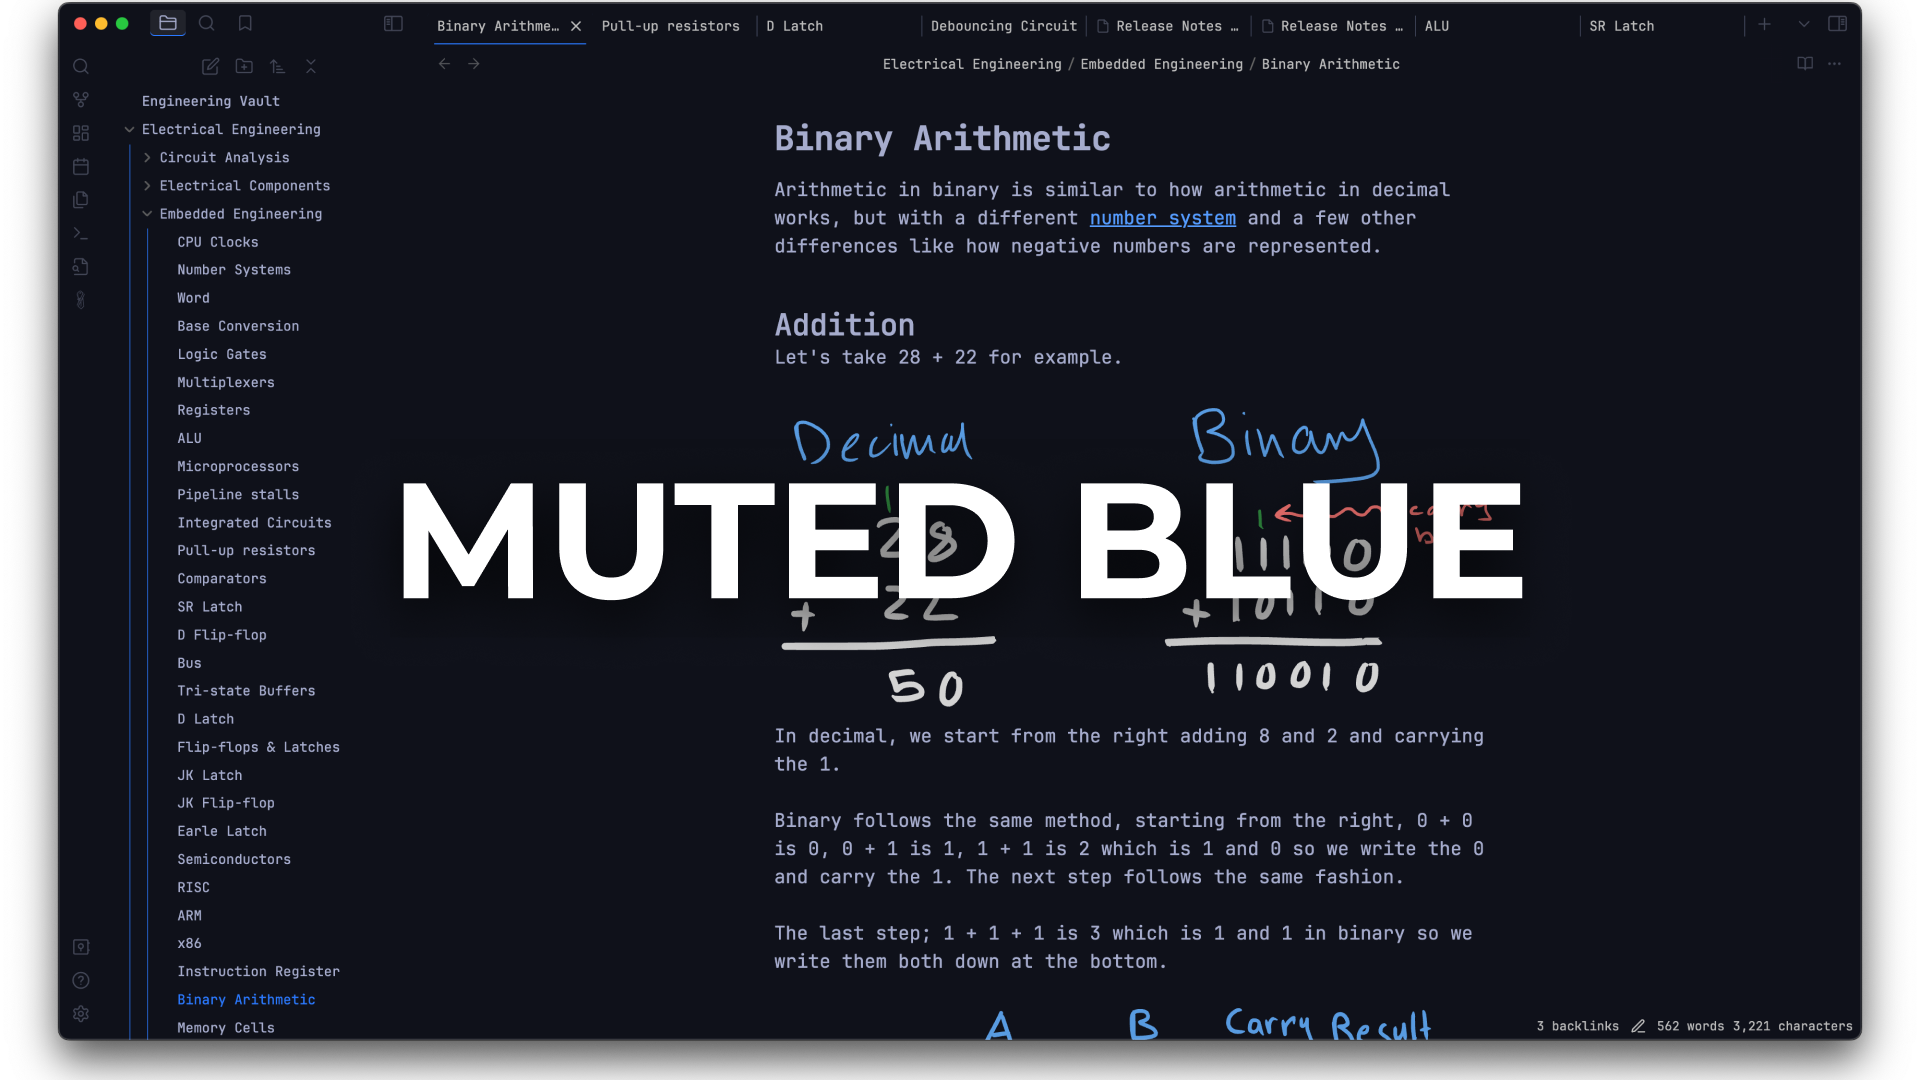 Binary Arithme…
Pull-up resistors
D Latch
Debouncing Circuit
Release Notes …
Release Notes …
ALU
SR Latch
Electrical Engineering / Embedded Engineering / Binary Arithmetic
Engineering Vault
Electrical Engineering
Circuit Analysis
Electrical Components
Embedded Engineering
CPU Clocks
Number Systems
Word
Base Conversion
Logic Gates
Multiplexers
Registers
ALU
Microprocessors
Pipeline stalls
Integrated Circuits
Pull-up resistors
Comparators
SR Latch
D Flip-flop
Bus
Tri-state Buffers
D Latch
Flip-flops & Latches
JK Latch
JK Flip-flop
Earle Latch
Semiconductors
RISC
ARM
x86
Instruction Register
Binary Arithmetic
Memory Cells
Binary Arithmetic
Arithmetic in binary is similar to how arithmetic in decimal
works, but with a different number system and a few other
differences like how negative numbers are represented.
Addition
Let's take 28 + 22 for example.
Decimal
Binary
1
1
28
MUTED BLUE
+ 22
+ 10110
50
110010
In decimal, we start from the right adding 8 and 2 and carrying
the 1.
Binary follows the same method, starting from the right, 0 + 0
is 0, 0 + 1 is 1, 1 + 1 is 2 which is 1 and 0 so we write the 0
and carry the 1. The next step follows the same fashion.
The last step; 1 + 1 + 1 is 3 which is 1 and 1 in binary so we
write them both down at the bottom.
A B Carry Result
3 backlinks
562 words 3,221 characters